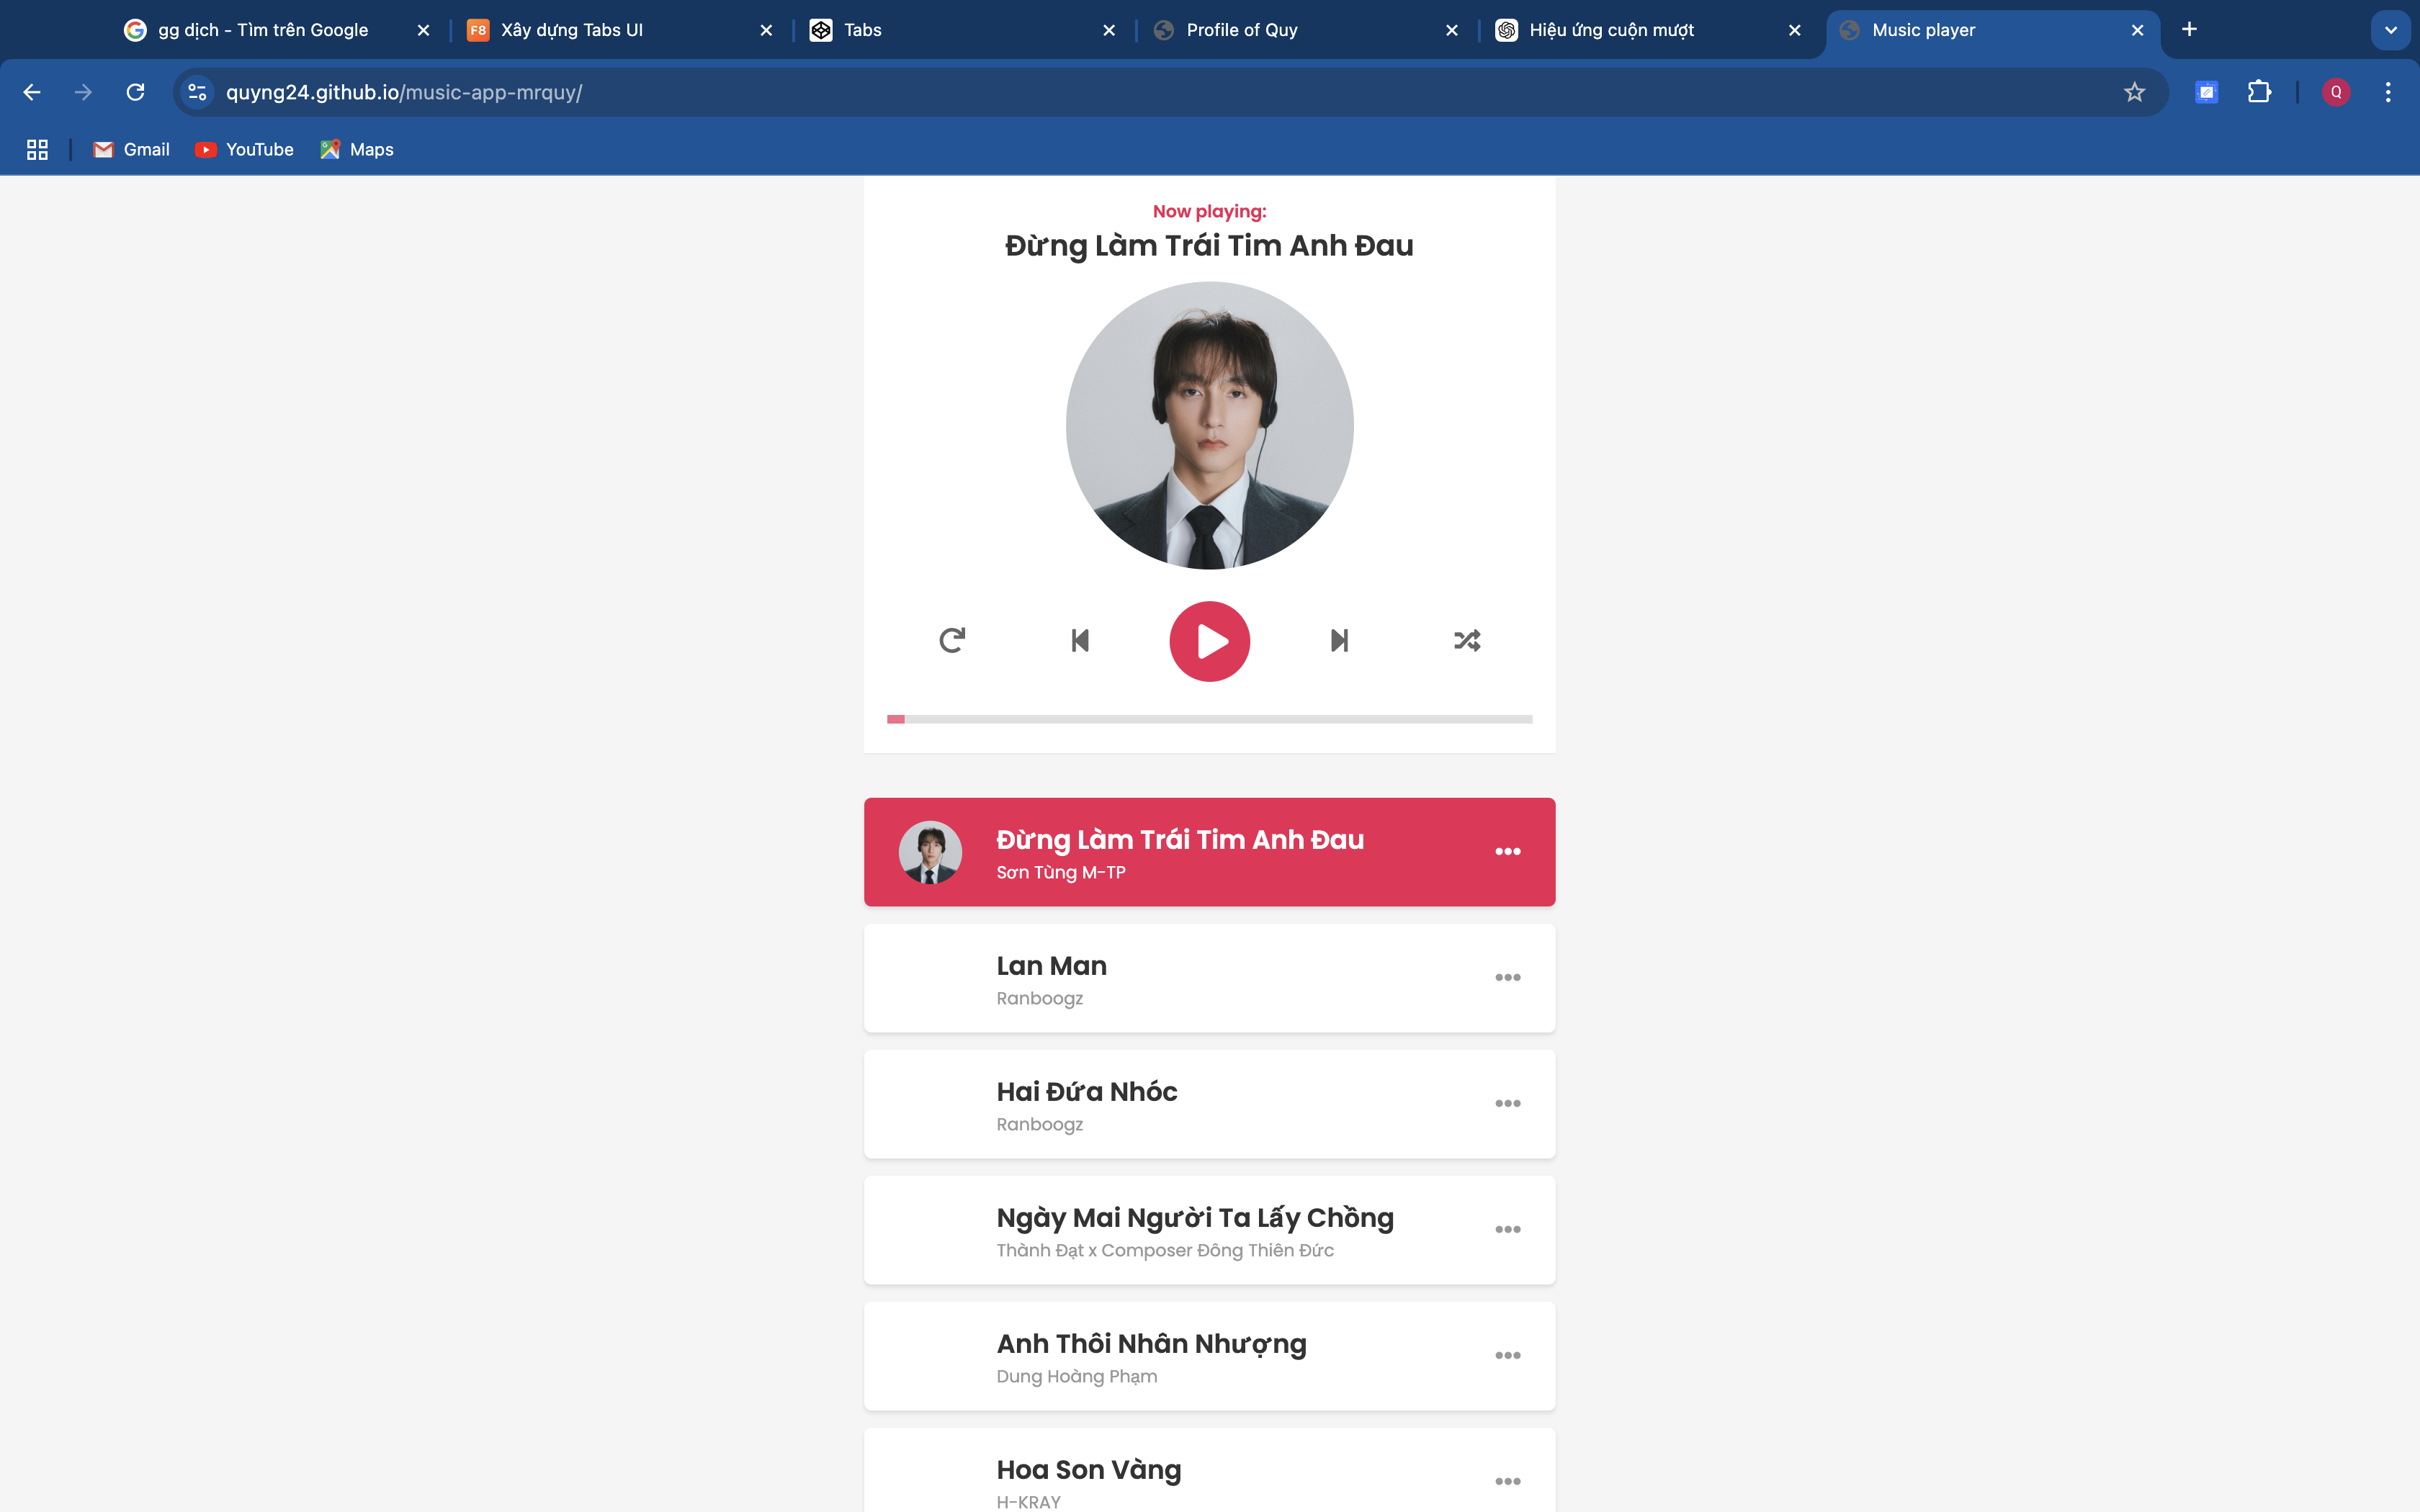 gg dịch - Tìm trên Google
F8 Xây dựng Tabs UI
Tabs
Profile of Quy
Hiệu ứng cuộn mượt
Music player
quyng24.github.io/music-app-mrquy/
Q
Gmail
YouTube
Maps
Now playing:
Đừng Làm Trái Tim Anh Đau
Đừng Làm Trái Tim Anh Đau
Sơn Tùng M-TP
Lan Man
Ranboogz
Hai Đứa Nhóc
Ranboogz
Ngày Mai Người Ta Lấy Chồng
Thành Đạt x Composer Đông Thiên Đức
Anh Thôi Nhân Nhượng
Dung Hoàng Phạm
Hoa Son Vàng
H-KRAY